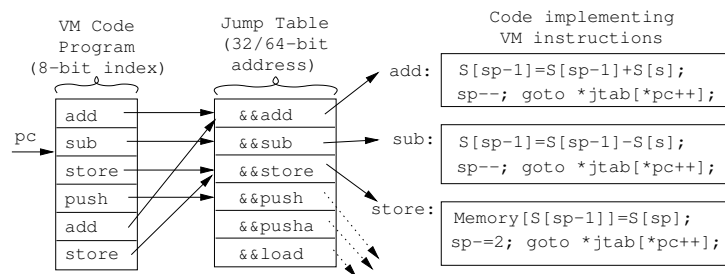 VM Code
Program
(8-bit index)
pc
add
sub
store
push
add
store
Jump Table
(32/64-bit
address)
&&add
&&sub
&&store
&&push
&&pusha
&&load
Code implementing
VM instructions
add:
S[sp-1]=S[sp-1]+S[s];
sp--; goto *jtab[*pc++];
sub:
S[sp-1]=S[sp-1]-S[s];
sp--; goto *jtab[*pc++];
store:
Memory[S[sp-1]]=S[sp];
sp-=2; goto *jtab[*pc++];